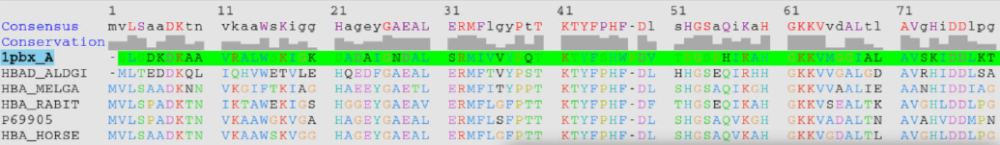 1 11 21 31 41 51 61 71
Consensus mvLSaaDKtn vkaaWsKigg HageyGAEAL ERMFlgyPtT KTYFPHF-Dl sHGSaQiKaH GKKVvdALtl AVgHiDDlpg
Conservation
1pbx_A -SLSDKDKAA VRALWSKIGK SADAIGNDAL SRMIVVYPQT KTYFSHWPDV TPGSPHIKAH GKKVMGGIAL AVSKIDDLKT
HBAD_ALDGI -MLTEDDKQL IQHVWETVLE HQEDFGAEAL ERMFITYPST KTYFPHF-DL HHGSEQIRHH GKKVVGALGD AVRHIDDLSA
HBA_MELGA MVLSAADKNN VKGIFTKIAG HAEEYGAETL ERMFITYPPT KTYFPHF-DL SHGSAQIKGH GKKVVAALIE AANHIDDIAG
HBA_RABIT MVLSPADKTN IKTAWEKIGS HGGEYGAEAV ERMFLGFPTT KTYFPHF-DF THGSEQIKAH GKKVSEALTK AVGHLDDLPG
P69905 MVLSPADKTN VKAAWGKVGA HAGEYGAEAL ERMFLSFPTT KTYFPHF-DL SHGSAQVKGH GKKVADALTN AVAHVDDMPN
HBA_HORSE MVLSAADKTN VKAAWSKVGG HAGEYGAEAL ERMFLGFPTT KTYFPHF-DL SHGSAQVKAH GKKVGDALTL AVGHLDDLPG